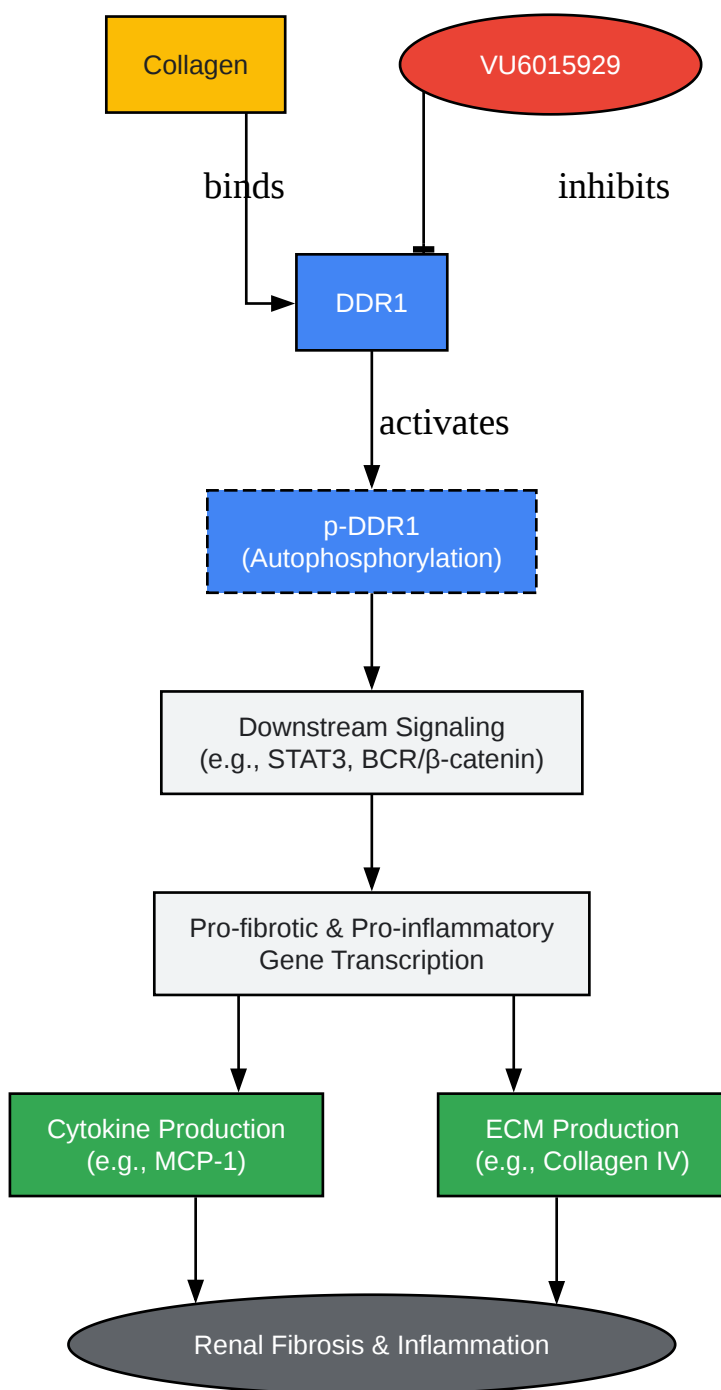 Collagen
VU6015929
binds
inhibits
DDR1
activates
p-DDR1
(Autophosphorylation)
Downstream Signaling
(e.g., STAT3, BCR/β-catenin)
Pro-fibrotic & Pro-inflammatory
Gene Transcription
Cytokine Production
(e.g., MCP-1)
ECM Production
(e.g., Collagen IV)
Renal Fibrosis & Inflammation